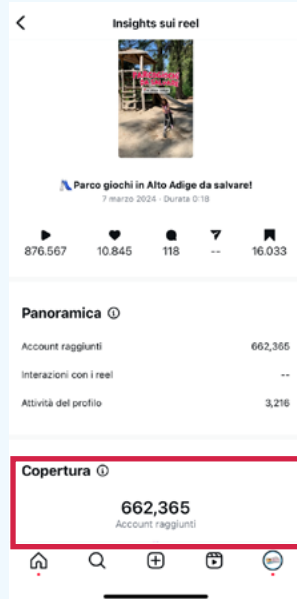 Insights sui reel
Parco giochi in Alto Adige da salvare!
7 marzo 2024 · Durata 0:18
876.567 10.845 118 -- 16.033
Panoramica
Account raggiunti 662,365
Interazioni con i reel --
Attività del profilo 3,216
Copertura
662,365
Account raggiunti